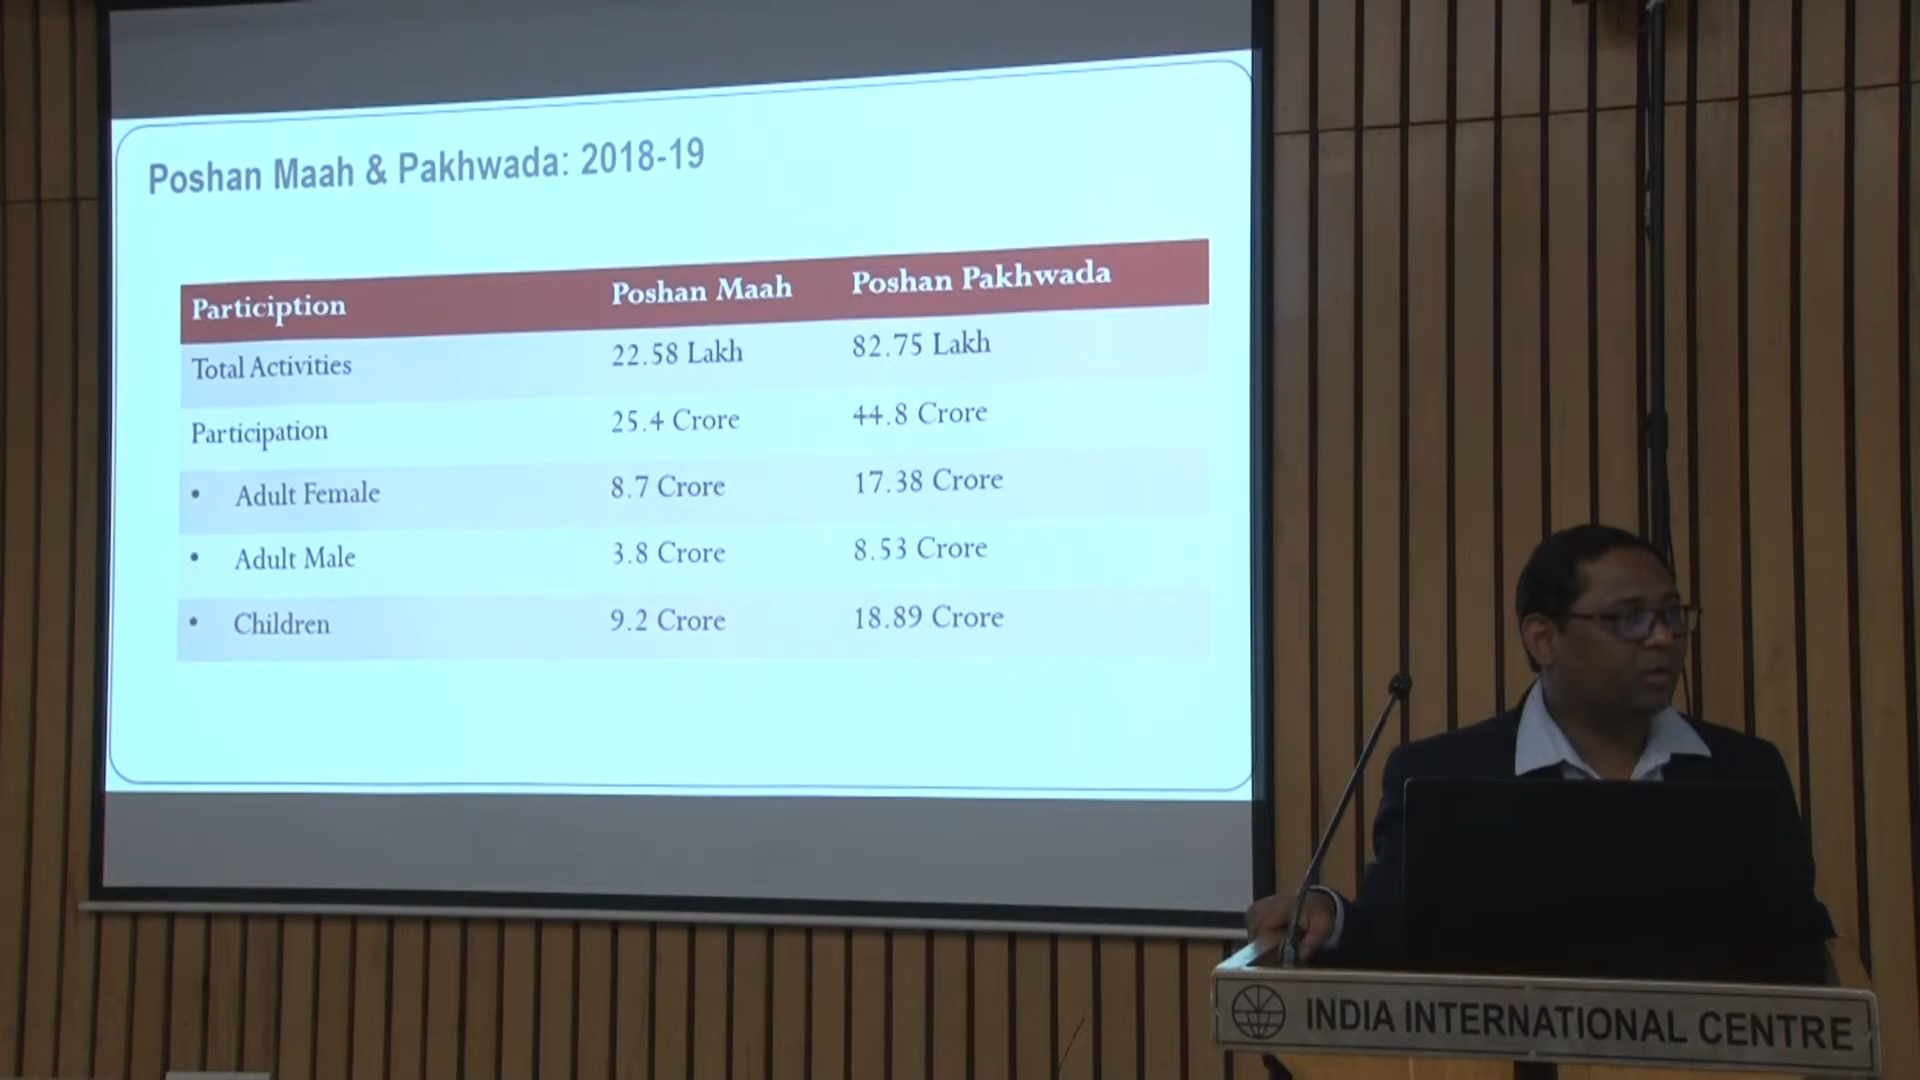 Poshan Maah & Pakhwada: 2018-19
Particiption Poshan Maah Poshan Pakhwada
Total Activities 22.58 Lakh 82.75 Lakh
Participation 25.4 Crore 44.8 Crore
• Adult Female 8.7 Crore 17.38 Crore
• Adult Male 3.8 Crore 8.53 Crore
• Children 9.2 Crore 18.89 Crore
INDIA INTERNATIONAL CENTRE